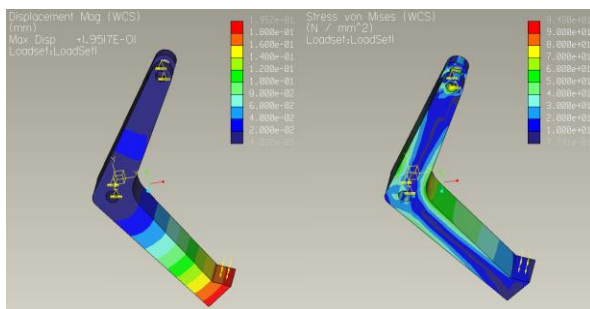 Displacement Mag (WCS)
(mm)
Max Disp +1.9517E-01
Loadset:LoadSet1
1.800e-01
1.600e-01
1.400e-01
1.200e-01
1.000e-01
8.000e-02
6.000e-02
4.000e-02
2.000e-02
Stress von Mises (WCS)
(N / mm^2)
Loadset:LoadSet1
9.000e+01
8.000e+01
7.000e+01
6.000e+01
5.000e+01
4.000e+01
3.000e+01
2.000e+01
1.000e+01